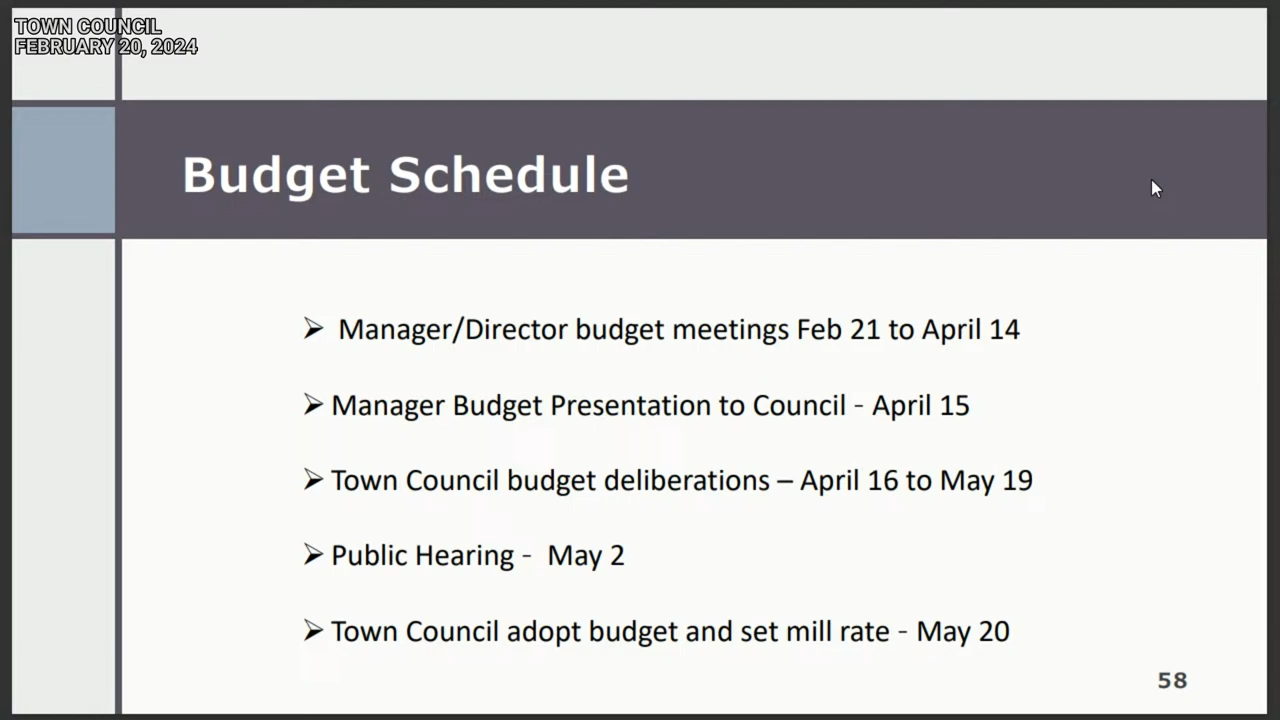 TOWN COUNCIL
FEBRUARY 20, 2024
Budget Schedule
➢ Manager/Director budget meetings Feb 21 to April 14
➢ Manager Budget Presentation to Council - April 15
➢ Town Council budget deliberations – April 16 to May 19
➢ Public Hearing - May 2
➢ Town Council adopt budget and set mill rate - May 20
58